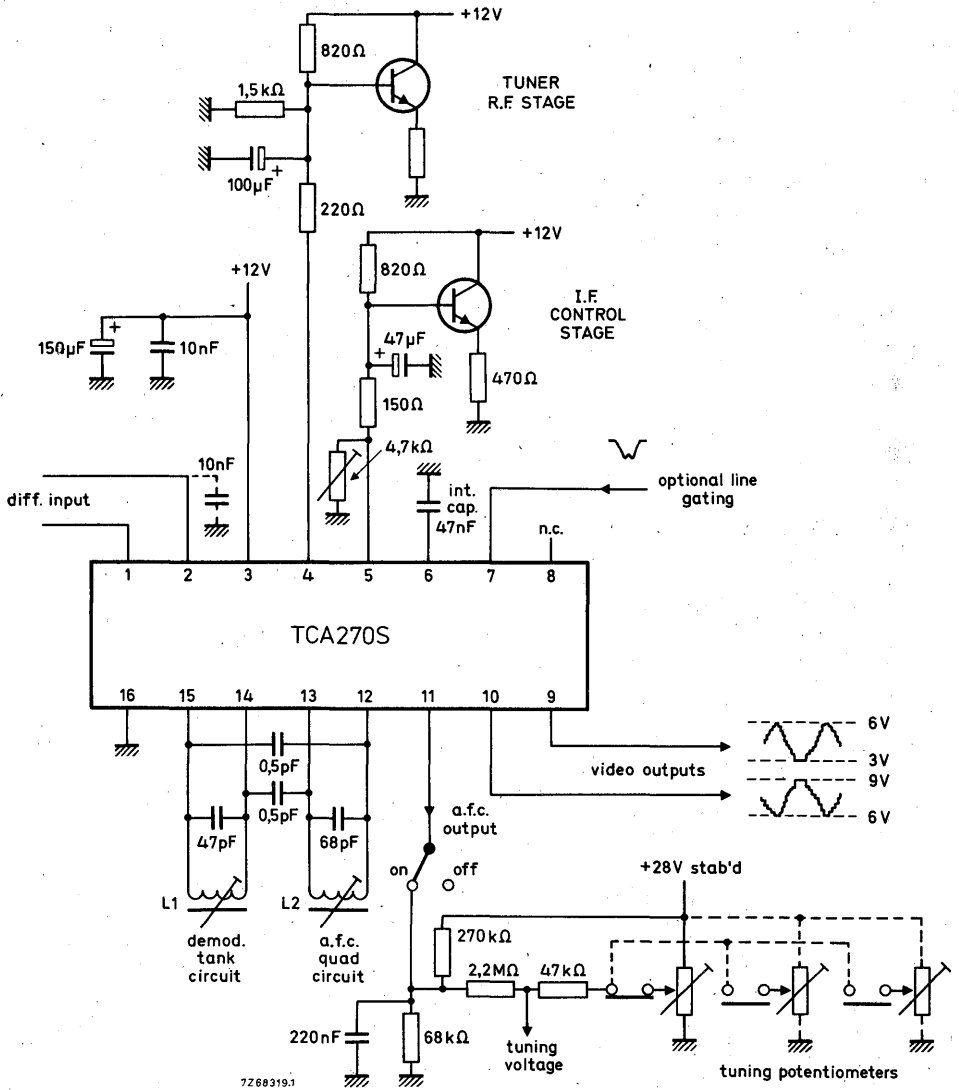 +12V
820Ω
TUNER
R.F. STAGE
1,5kΩ
100µF
+
220Ω
+12V
820Ω
I.F.
CONTROL
STAGE
+12V
+
150µF
10nF
+
47µF
470Ω
150Ω
4,7kΩ
10nF
diff. input
int.
cap.
47nF
optional line
gating
n.c.
1 2 3 4 5 6 7 8
TCA270S
16 15 14 13 12 11 10 9
0,5pF
0,5pF
47pF
68pF
L1
L2
demod.
tank
circuit
a.f.c.
quad
circuit
a.f.c.
output
on
off
video outputs
6V
3V
9V
6V
+28V stab'd
270kΩ
2,2MΩ
47kΩ
220nF
68kΩ
tuning
voltage
tuning potentiometers
7Z68319.1